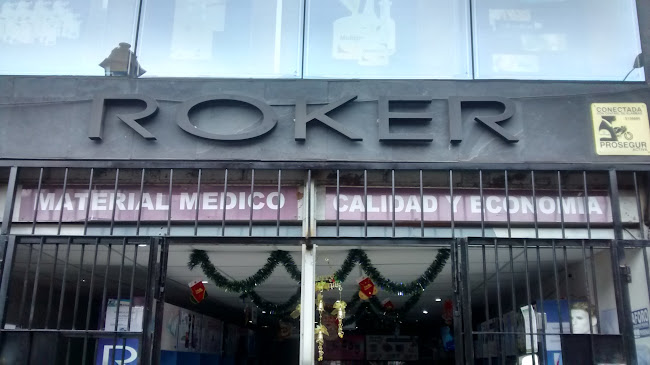 ROKER
CONECTADA
PROSEGUR
MATERIAL MEDICO
CALIDAD Y ECONOMIA
R